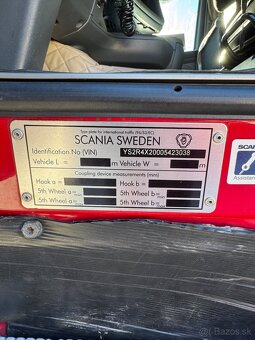 Type plate for international traffic (96/53/EC)
SCANIA SWEDEN
Identification No (VIN) YS2R4X20005423038
Vehicle L = m Vehicle W = m
Coupling device measurements (mm)
Hook a = Hook b =
5th Wheel a= 5th Wheel b=
5th Wheel a= 5th Wheel b=
SCAN
Assistance
© bazos.sk